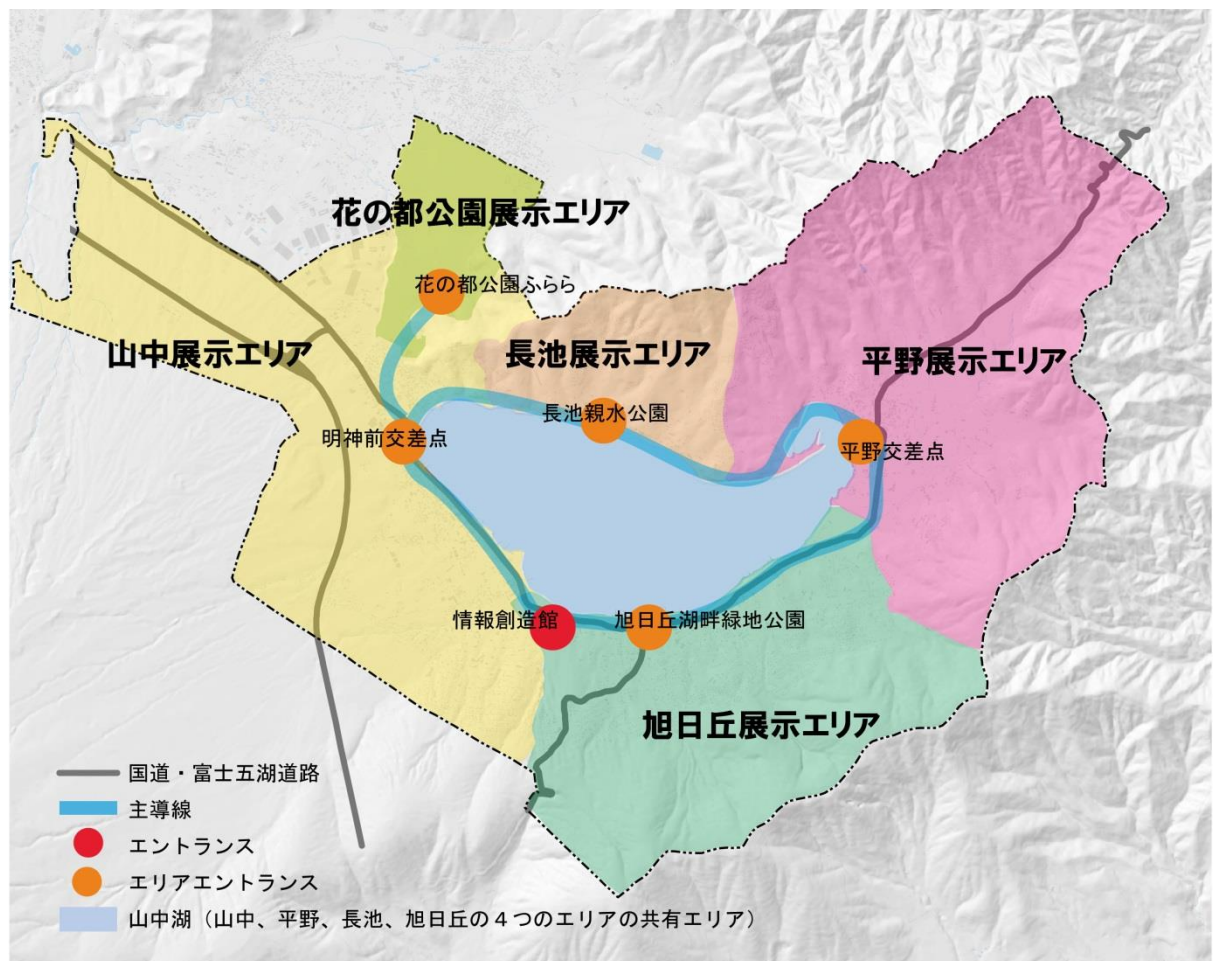 花の都公園展示エリア
花の都公園ふらら
山中展示エリア
長池展示エリア
平野展示エリア
長池親水公園
明神前交差点
平野交差点
情報創造館
旭日丘湖畔緑地公園
旭日丘展示エリア
国道・富士五湖道路
主導線
エントランス
エリアエントランス
山中湖（山中、平野、長池、旭日丘の４つのエリアの共有エリア）